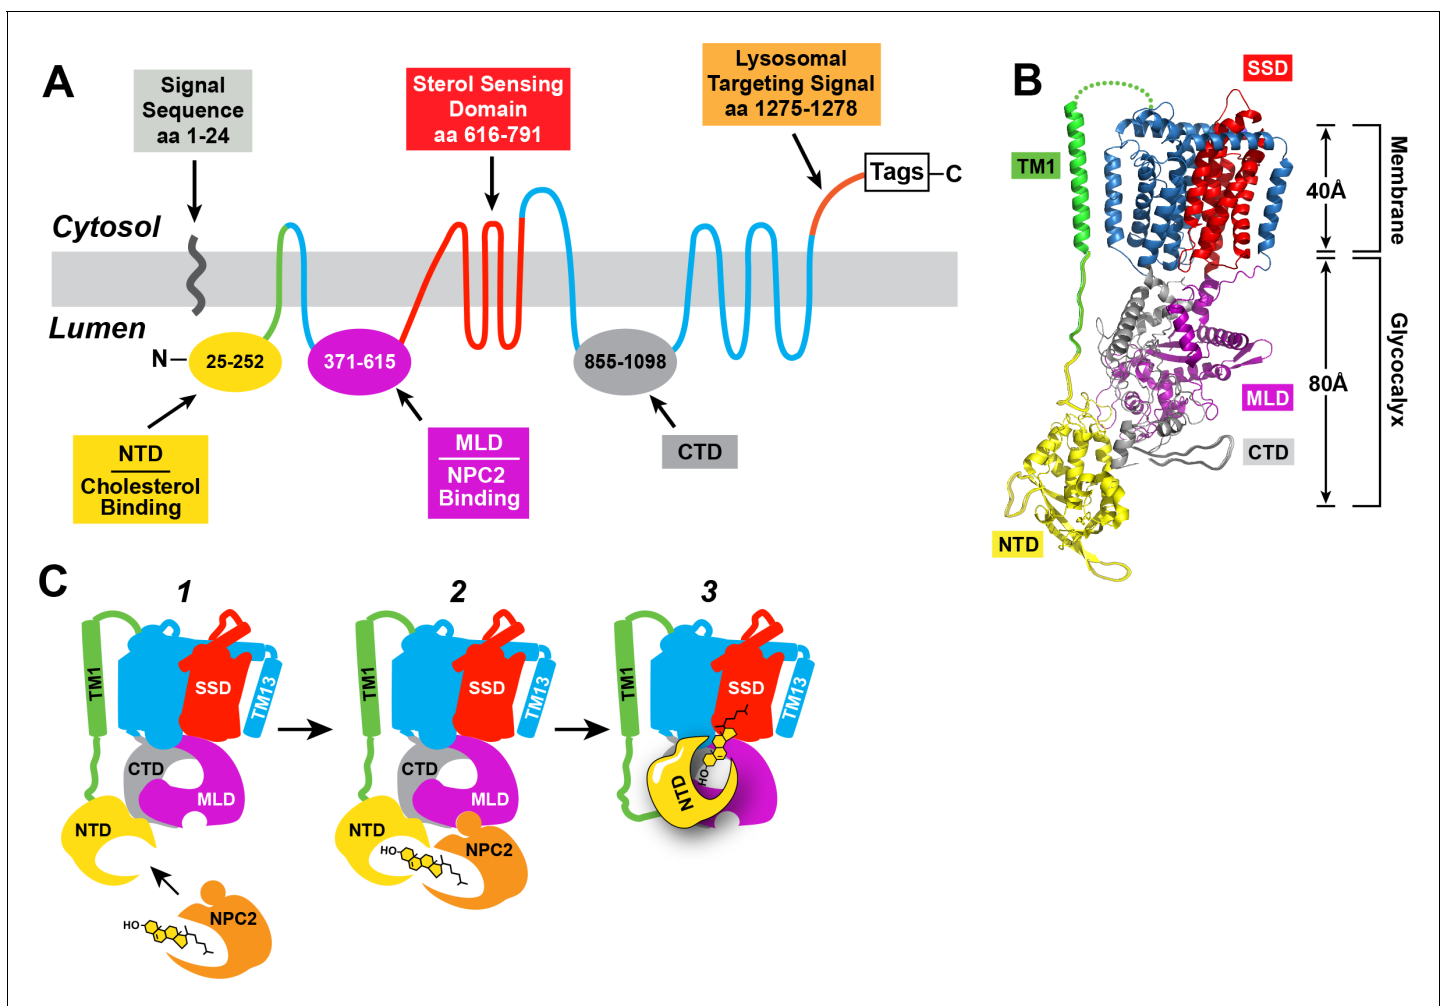 A
Signal
Sequence
aa 1-24
Sterol Sensing
Domain
aa 616-791
Lysosomal
Targeting Signal
aa 1275-1278
Tags
C
Cytosol
Lumen
N
25-252
371-615
855-1098
NTD
Cholesterol
Binding
MLD
NPC2
Binding
CTD
B
SSD
TM1
40Å
Membrane
80Å
Glycocalyx
MLD
CTD
NTD
C
1
TM1
SSD
TM13
CTD
MLD
NTD
HO
NPC2
2
TM1
SSD
TM13
CTD
MLD
NTD
HO
NPC2
3
TM1
SSD
TM13
NTD
HO